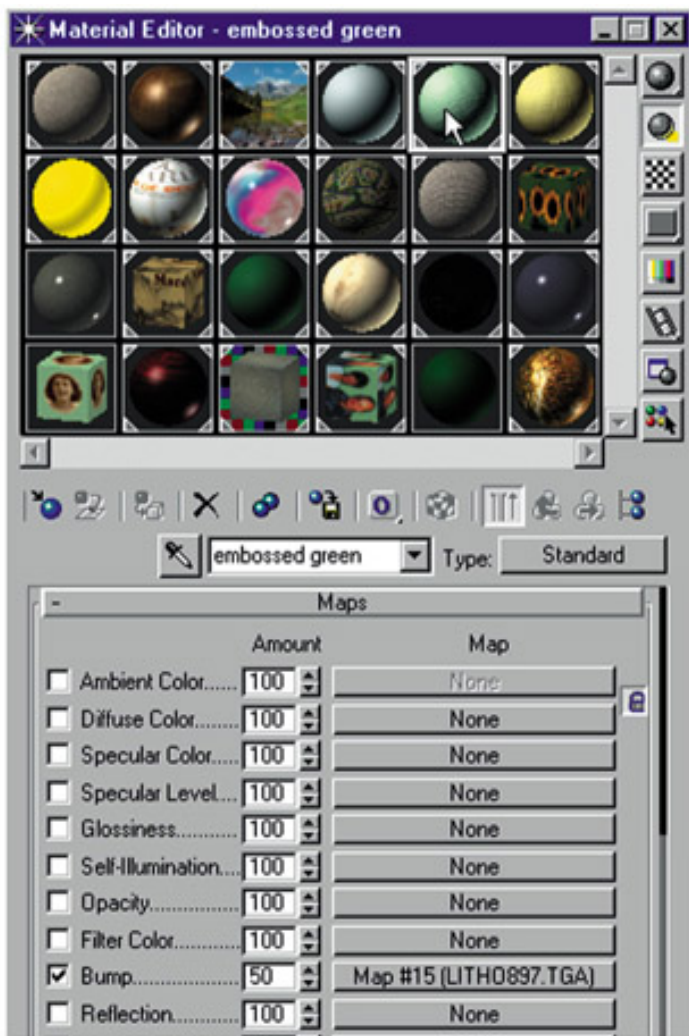 Material Editor - embossed green
embossed green Type: Standard
- Maps
Amount Map
Ambient Color...... 100 None
Diffuse Color........ 100 None
Specular Color..... 100 None
Specular Level.... 100 None
Glossiness........... 100 None
Self-Illumination.... 100 None
Opacity................ 100 None
Filter Color........... 100 None
Bump................... 50 Map #15 (LITHO897.TGA)
Reflection............ 100 None